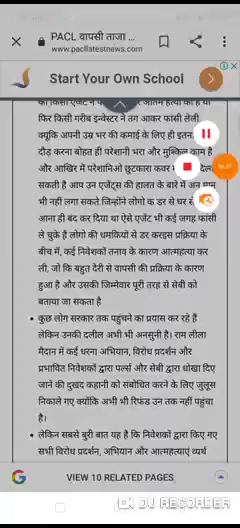 PACL वापसी ताजा ...
www.pacllatestnews.com
Start Your Own School
फिर किसी गरीब इन्वेस्टर ने तंग आकर फांसी लेली
क्यूकि अपनी उम्र भर की कमाई के लिए ही इतना
दौड़ करना बोहत ही परेशानी भरा और मुश्किल काम है
और आखिर में परेशानिओ छुटकारा
सकती है आप उन एजेंट्स की हालत के बारे में
भी नहीं लगा सकते जिन्होंने लोगो के डर से घर से
आना ही बंद कर दिया था ऐसे एजेंट भी कई जगह फांसी
ले चुके हैं लोगों की धमकियों से डर करइस प्रक्रिया के
बीच में, कई निवेशकों तनाव के कारण आत्महत्या कर
ली, जो कि बहुत देरी से वापसी की प्रक्रिया के कारण
हुआ है और उसकी जिम्मेवार पूरी तरह से सेबी को
बताया जा सकता है
• कुछ लोग सरकार तक पहुंचने का प्रयास कर रहे हैं
लेकिन उनकी दलील अभी भी अनसुनी है। राम लीला
मैदान में कई धरना अभियान, विरोध प्रदर्शन और
प्रभावित निवेशकों द्वारा पर्ल्स और सेबी द्वारा धोखा दिए
जाने की दुखद कहानी को संबोधित करने के लिए जुलूस
निकाले गए क्योंकि अभी भी रिफंड उन तक नहीं पहुंचा
है।
• लेकिन सबसे बुरी बात यह है कि निवेशकों द्वारा किए गए
सभी विरोध प्रदर्शन, अभियान और आत्महत्याएं व्यर्थ
VIEW 10 RELATED PAGES
DU RECORDER